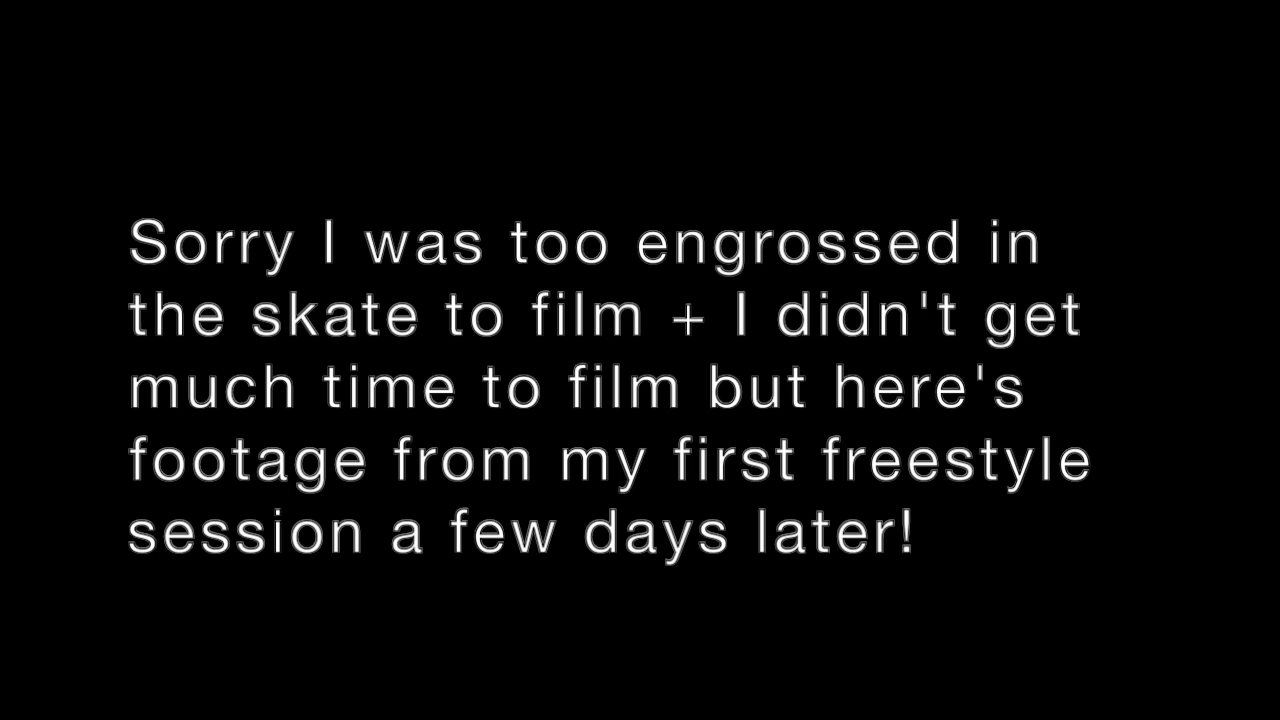 Sorry I was too engrossed in
the skate to film + I didn't get
much time to film but here's
footage from my first freestyle
session a few days later!